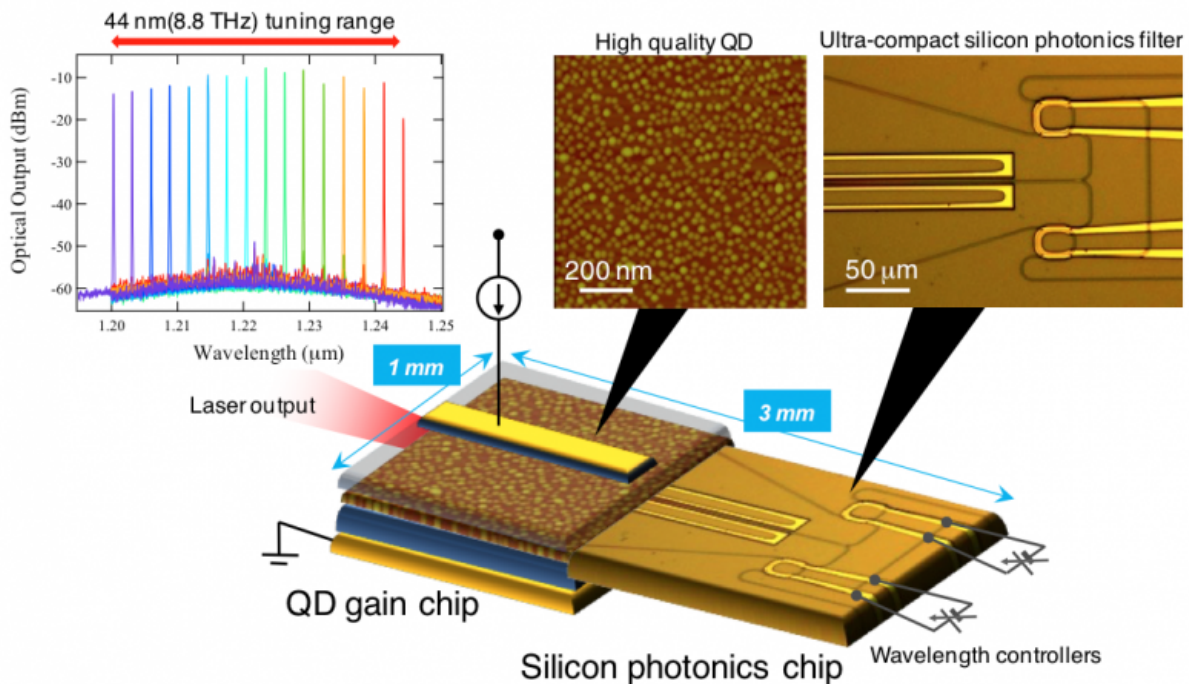 44 nm(8.8 THz) tuning range
Optical Output (dBm)
-10
-20
-30
-40
-50
-60
1.20
1.21
1.22
1.23
1.24
1.25
Wavelength (μm)
High quality QD
200 nm
Ultra-compact silicon photonics filter
50 μm
1 mm
3 mm
Laser output
QD gain chip
Silicon photonics chip
Wavelength controllers